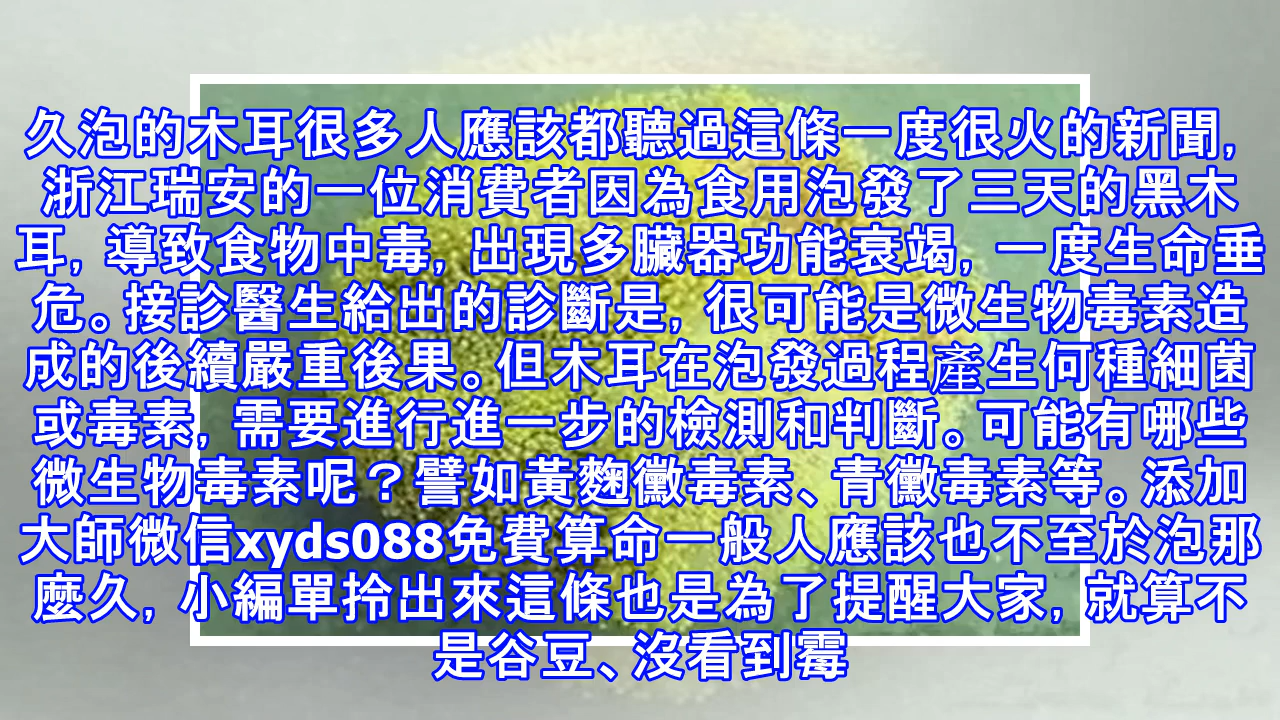 久泡的木耳很多人應該都聽過這條一度很火的新聞,
浙江瑞安的一位消費者因為食用泡發了三天的黑木
耳, 導致食物中毒, 出現多臟器功能衰竭, 一度生命垂
危。接診醫生給出的診斷是, 很可能是微生物毒素造
成的後續嚴重後果。但木耳在泡發過程產生何種細菌
或毒素, 需要進行進一步的檢測和判斷。可能有哪些
微生物毒素呢？譬如黃麴黴毒素、青黴毒素等。添加
大師微信xyds088免費算命一般人應該也不至於泡那
麼久, 小編單拎出來這條也是為了提醒大家, 就算不
是谷豆、沒看到霉